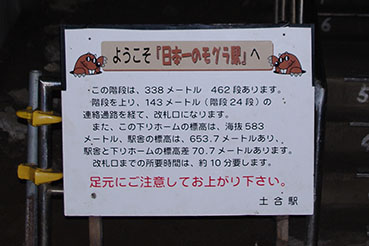 ようこそ『日本一のモグラ駅』へ
この階段は、338メートル 462段あります。
階段を上り、143メートル(階段24段)の
連絡通路を経て、改札口になります。
また、この下りホームの標高は、海抜583
メートル、駅舎の標高は、653.7メートルあり、
駅舎と下りホームの標高差70.7メートルあります。
改札口までの所要時間は、約10分要します。
足元にご注意してお上がり下さい。
土合駅